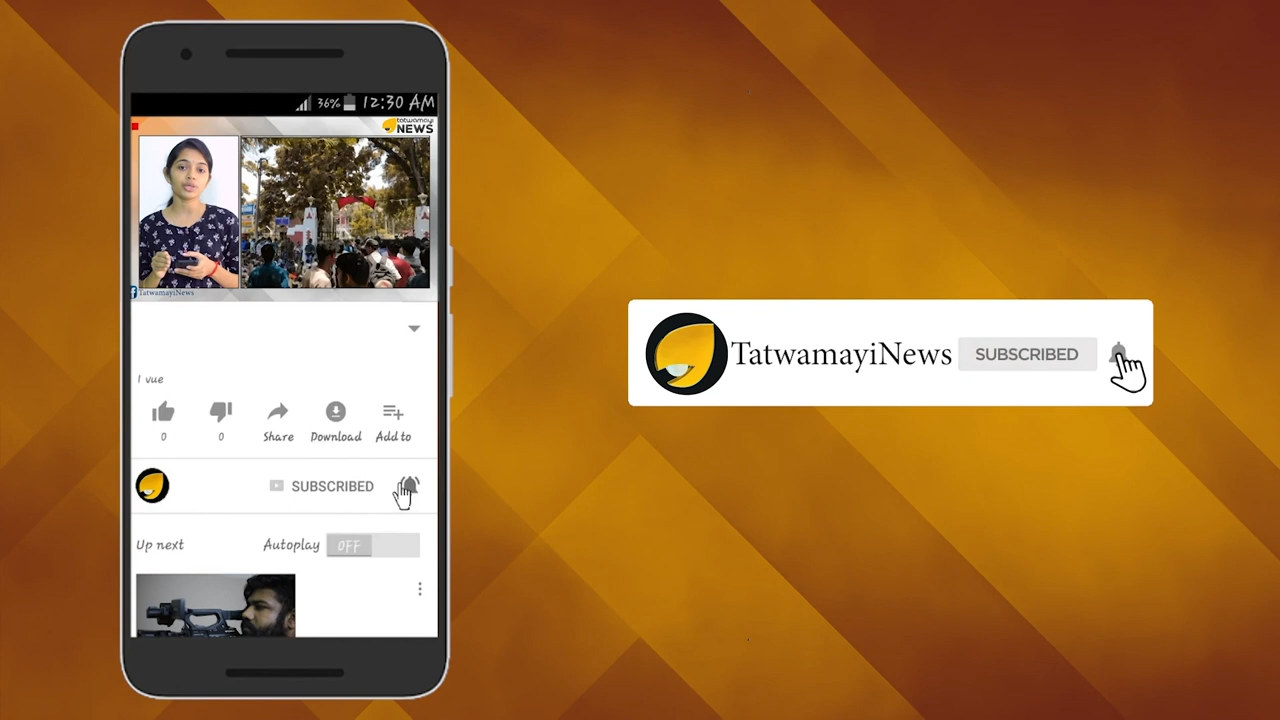 36% 12:30 AM
tatwamayi
NEWS
TatwamayiNews
1 vue
0 0 Share Download Add to
SUBSCRIBED
Up next Autoplay OFF
TatwamayiNews SUBSCRIBED